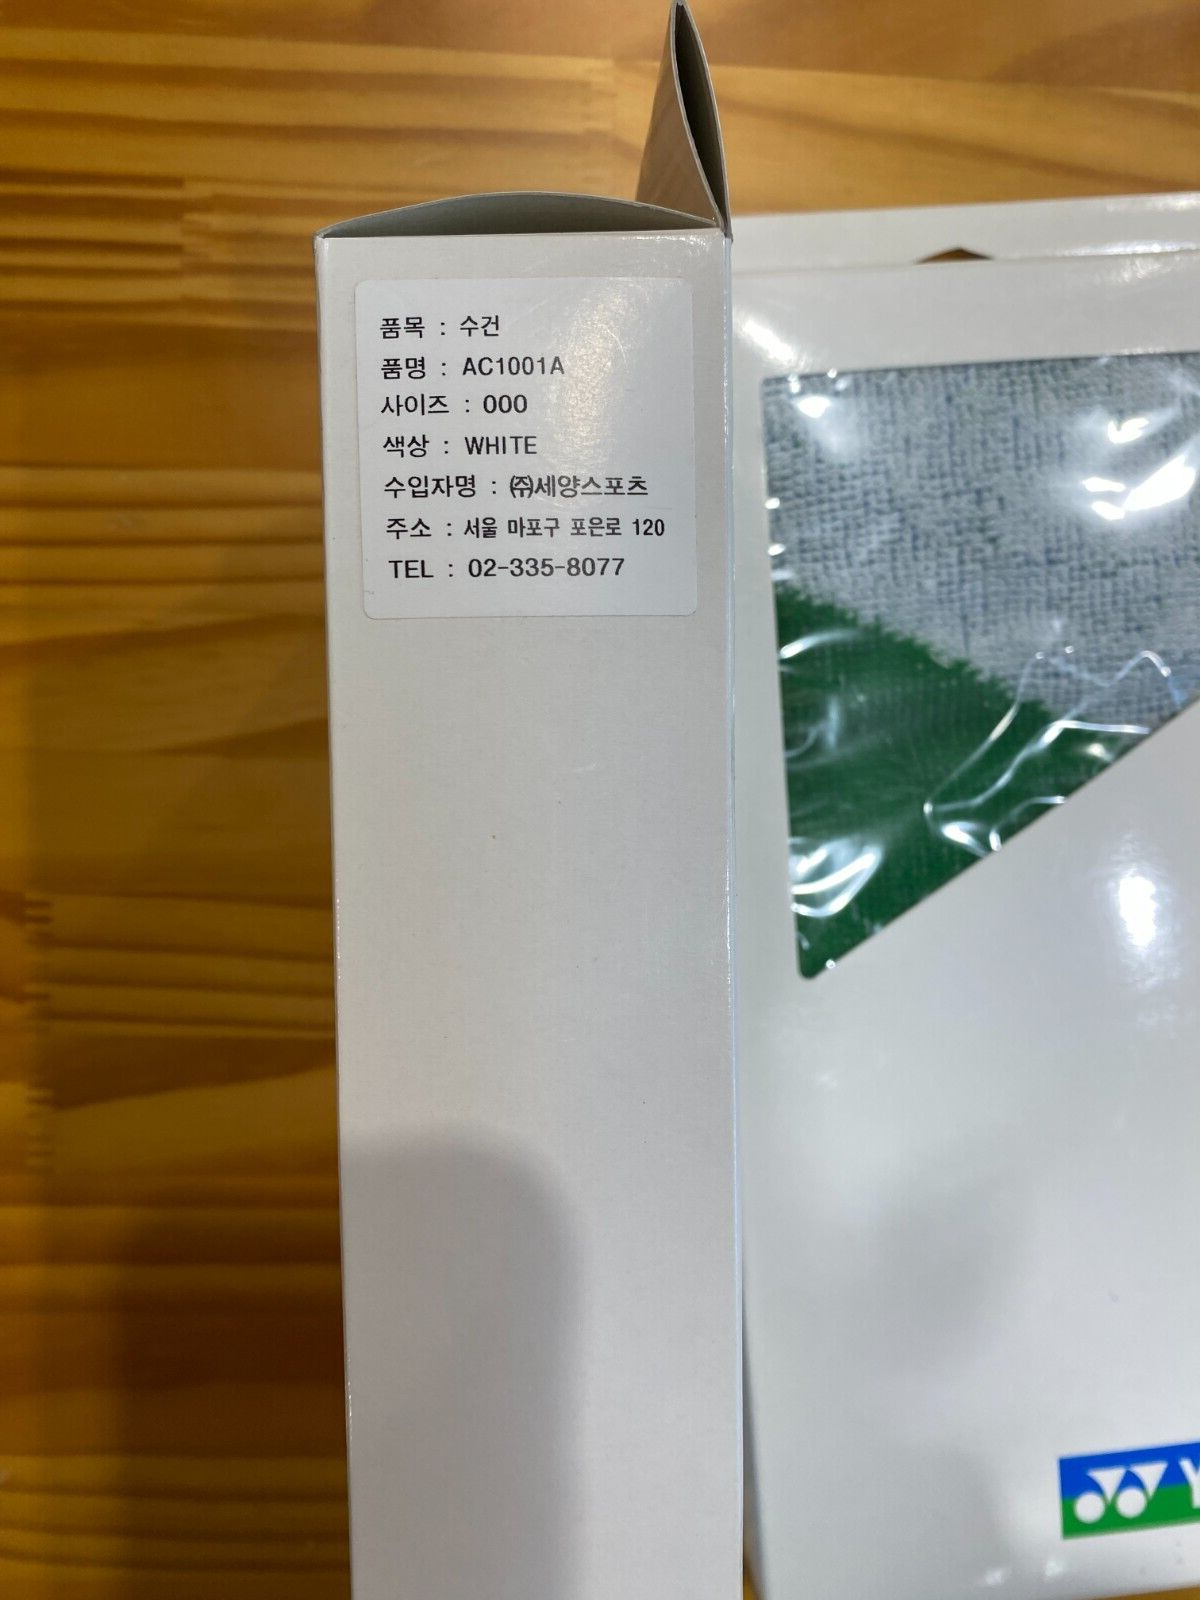 품목 : 수건
품명 : AC1001A
사이즈 : 000
색상 : WHITE
수입자명 : ㈜세양스포츠
주소 : 서울 마포구 포은로 120
TEL : 02-335-8077